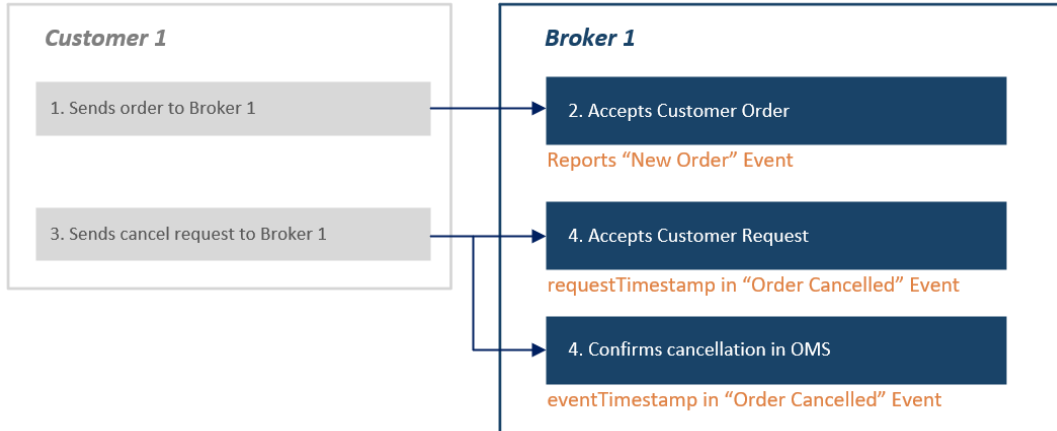 Customer 1
Broker 1
1. Sends order to Broker 1
2. Accepts Customer Order
Reports “New Order” Event
3. Sends cancel request to Broker 1
4. Accepts Customer Request
requestTimestamp in “Order Cancelled” Event
4. Confirms cancellation in OMS
eventTimestamp in “Order Cancelled” Event